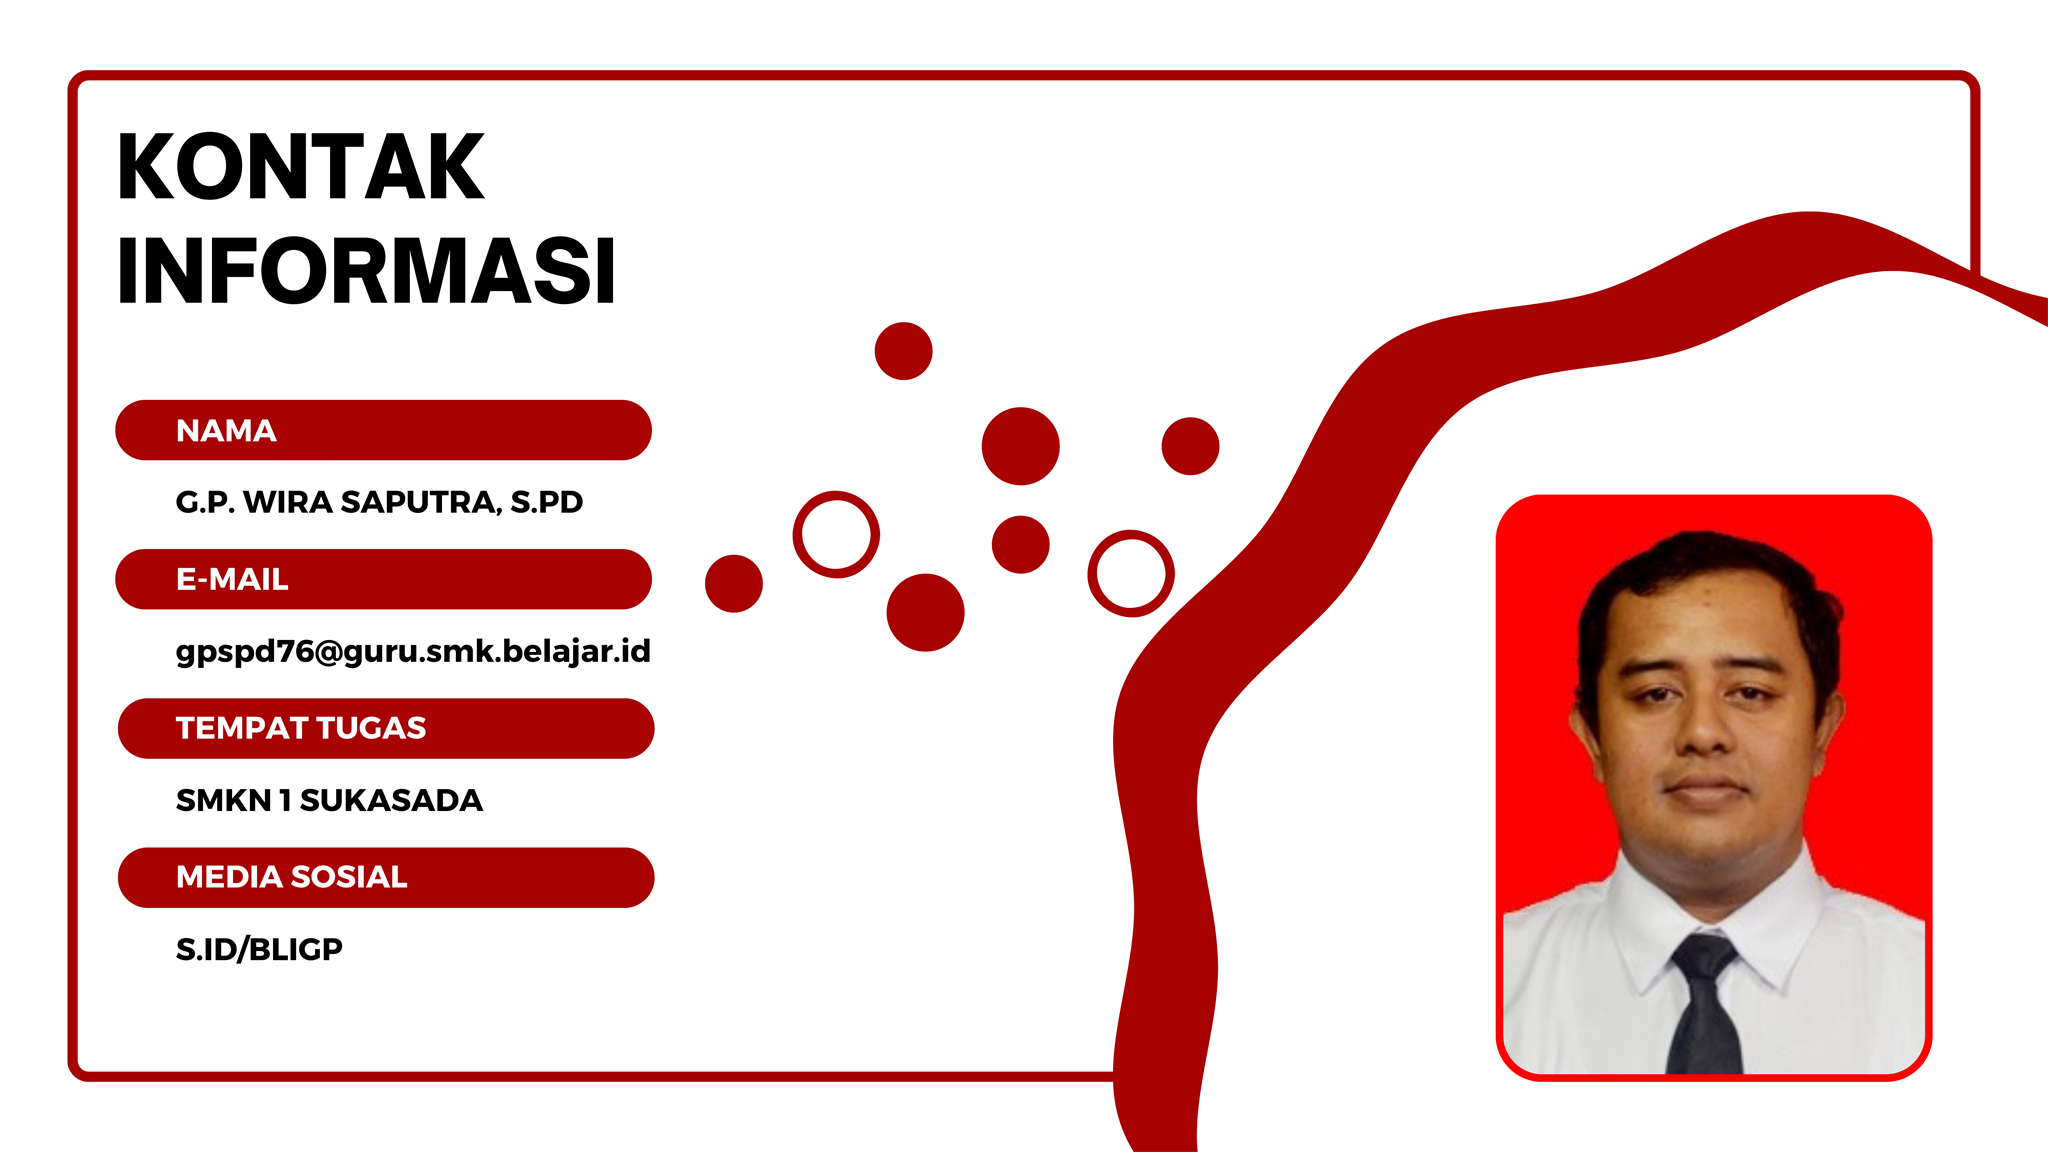 KONTAK
INFORMASI
NAMA
G.P. WIRA SAPUTRA, S.PD
E-MAIL
gpspd76@guru.smk.belajar.id
TEMPAT TUGAS
SMKN 1 SUKASADA
MEDIA SOSIAL
S.ID/BLIGP